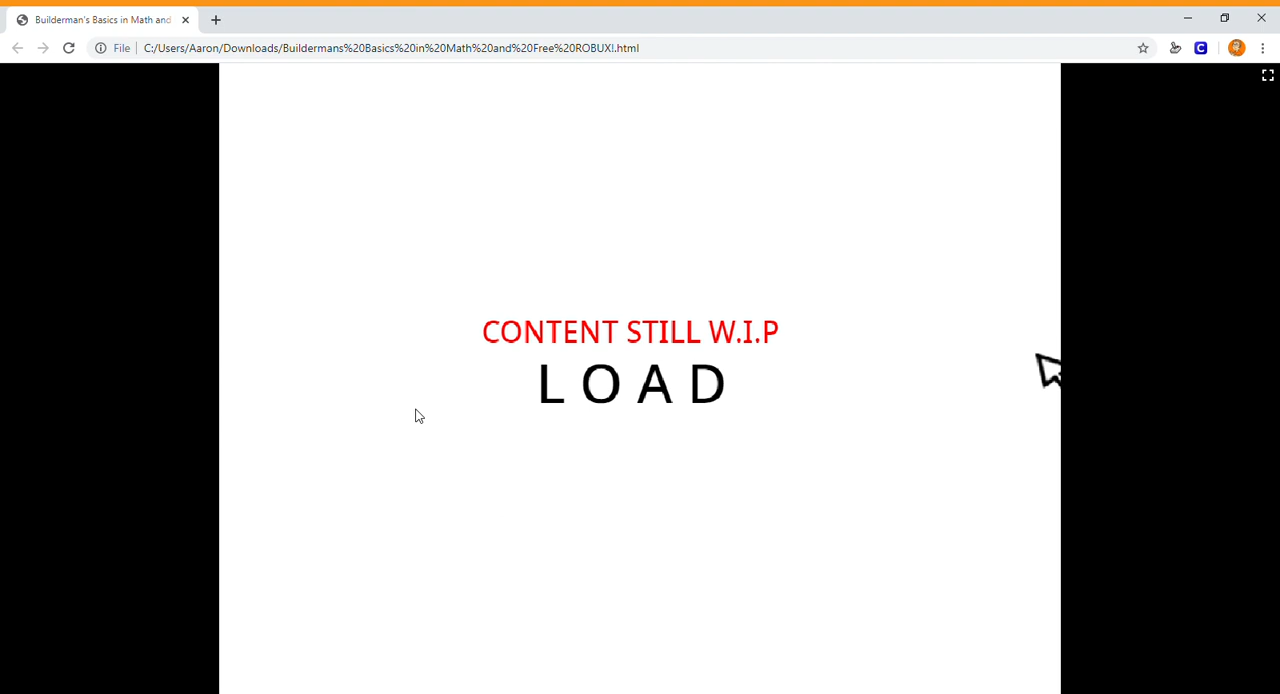 Builderman's Basics in Math and
File
C:/Users/Aaron/Downloads/Buildermans%20Basics%20in%20Math%20and%20Free%20ROBUX!.html
C
CONTENT STILL W.I.P
L O A D